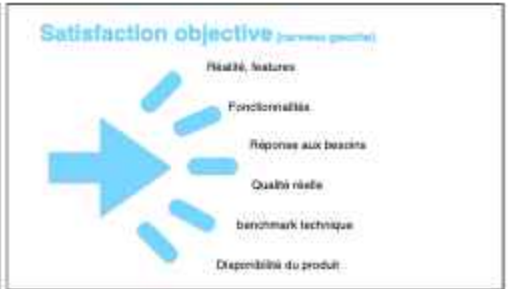 Satisfaction objective (cerveau gauche)
Réalité, features
Fonctionnalités
Réponse aux besoins
Qualité réelle
benchmark technique
Disponibilité du produit